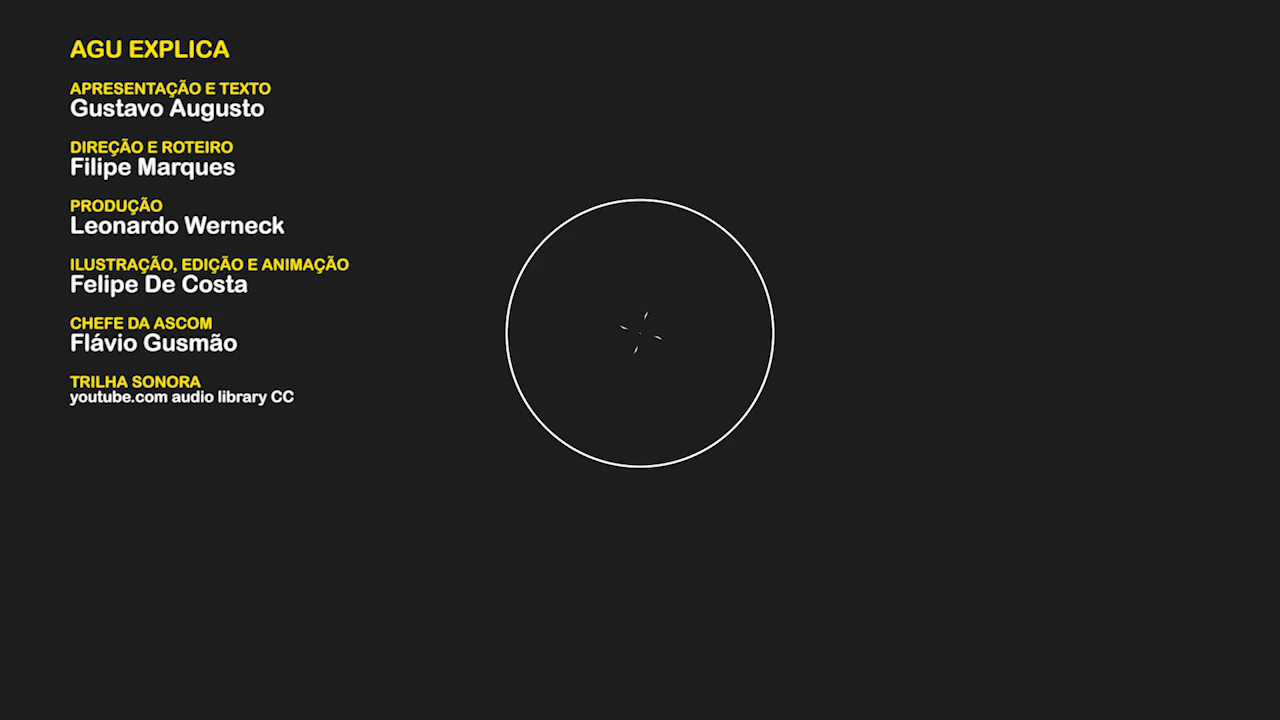 AGU EXPLICA
APRESENTAÇÃO E TEXTO
Gustavo Augusto
DIREÇÃO E ROTEIRO
Filipe Marques
PRODUÇÃO
Leonardo Werneck
ILUSTRAÇÃO, EDIÇÃO E ANIMAÇÃO
Felipe De Costa
CHEFE DA ASCOM
Flávio Gusmão
TRILHA SONORA
youtube.com audio library CC